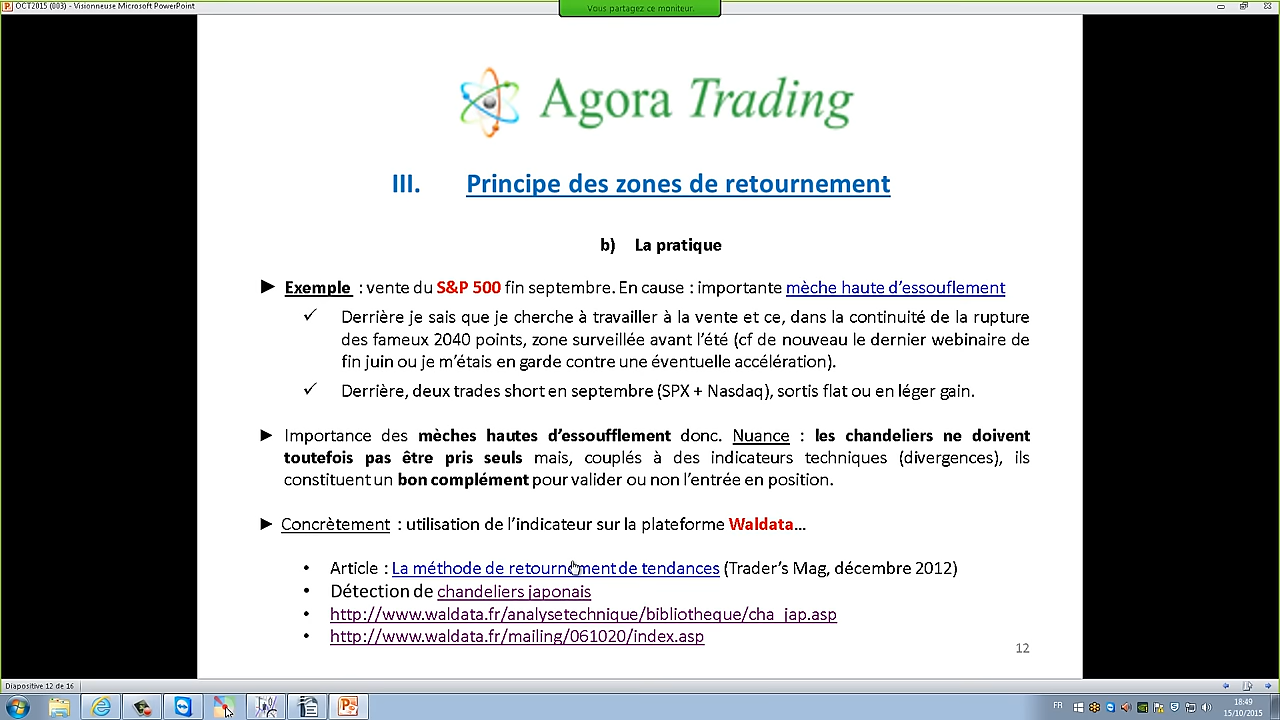 OCT2015 (003) - Visionneuse Microsoft PowerPoint
Vous partagez ce moniteur.
Agora Trading
III. Principe des zones de retournement
b) La pratique
► Exemple : vente du S&P 500 fin septembre. En cause : importante mèche haute d'essouflement
✓ Derrière je sais que je cherche à travailler à la vente et ce, dans la continuité de la rupture
des fameux 2040 points, zone surveillée avant l'été (cf de nouveau le dernier webinaire de
fin juin ou je m'étais en garde contre une éventuelle accélération).
✓ Derrière, deux trades short en septembre (SPX + Nasdaq), sortis flat ou en léger gain.
► Importance des mèches hautes d'essoufflement donc. Nuance : les chandeliers ne doivent
toutefois pas être pris seuls mais, couplés à des indicateurs techniques (divergences), ils
constituent un bon complément pour valider ou non l'entrée en position.
► Concrètement : utilisation de l'indicateur sur la plateforme Waldata...
• Article : La méthode de retournement de tendances (Trader's Mag, décembre 2012)
• Détection de chandeliers japonais
• http://www.waldata.fr/analysetechnique/bibliotheque/cha_jap.asp
• http://www.waldata.fr/mailing/061020/index.asp
12
Diapositive 12 de 16
FR
18:49
15/10/2015